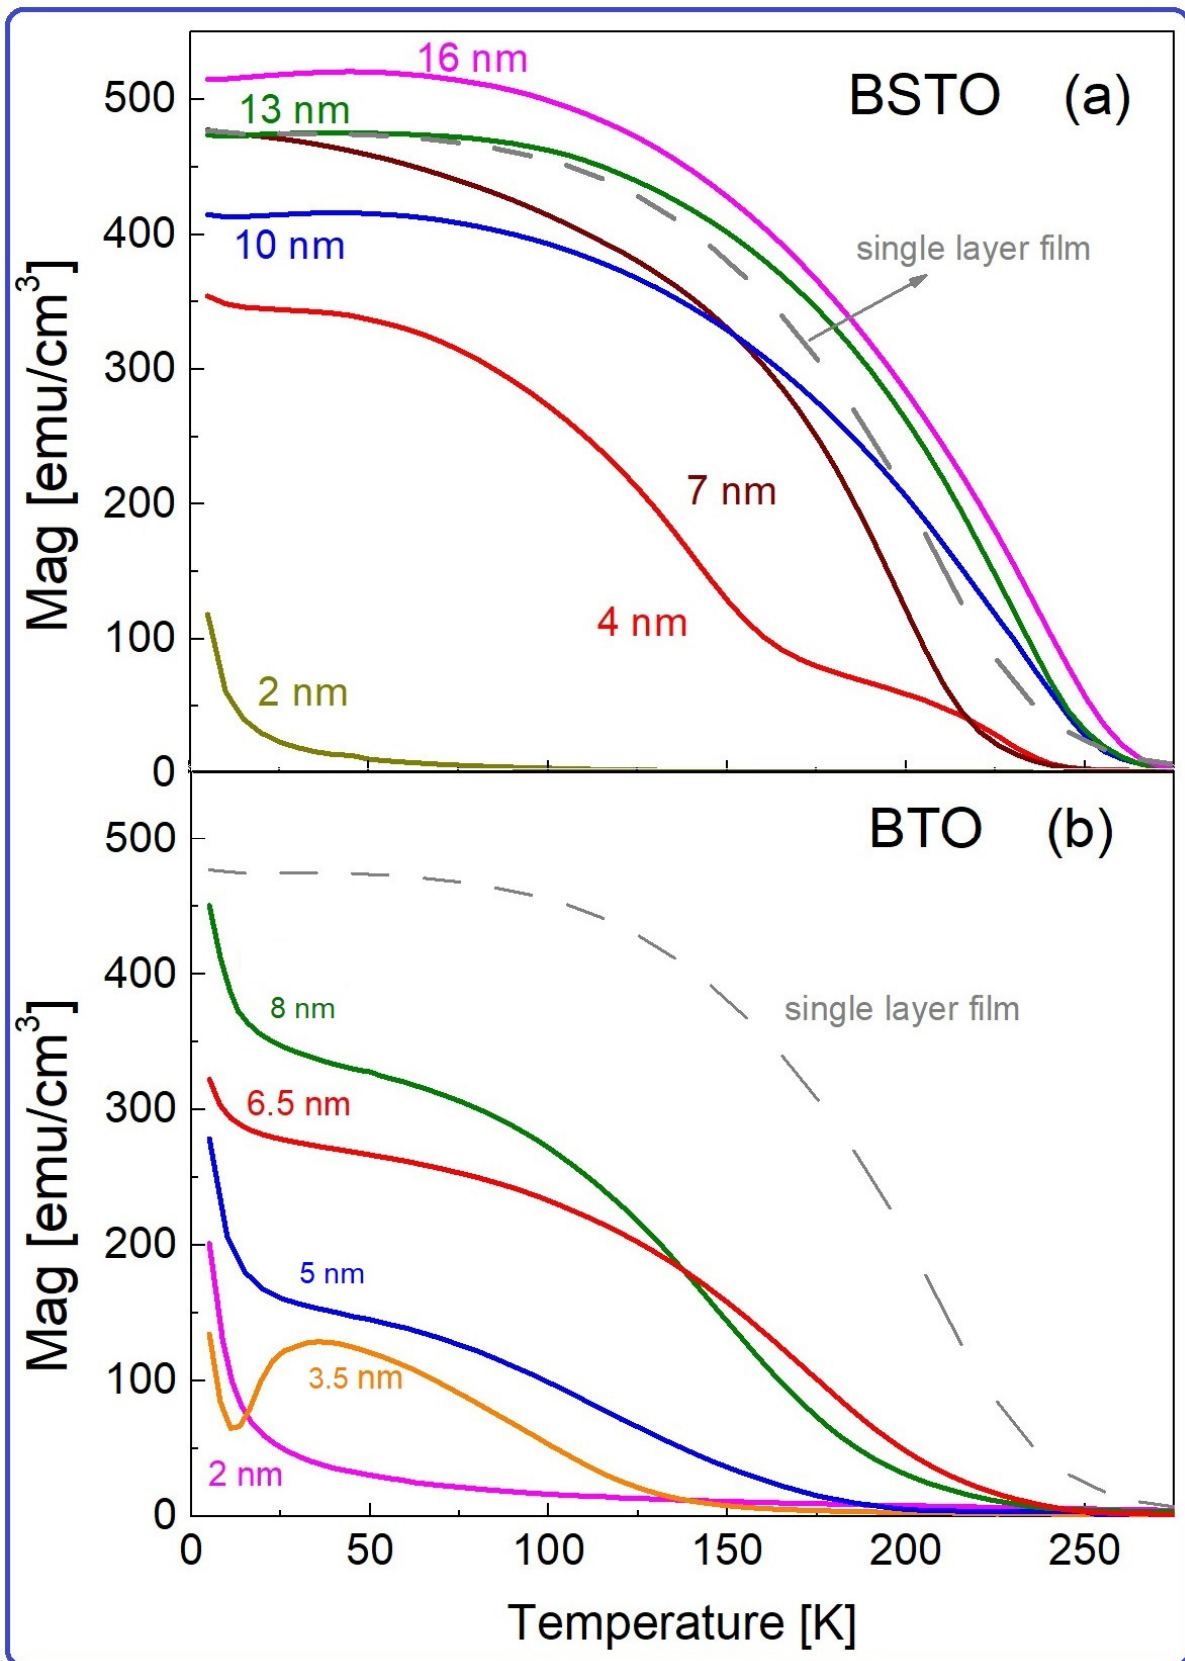 16 nm
BSTO (a)
500
13 nm
400
10 nm
single layer film
300
7 nm
200
4 nm
100
2 nm
0
Mag [emu/cm³]
BTO (b)
500
400
8 nm
single layer film
300
6.5 nm
200
5 nm
100
3.5 nm
2 nm
0
Mag [emu/cm³]
0 50 100 150 200 250
Temperature [K]